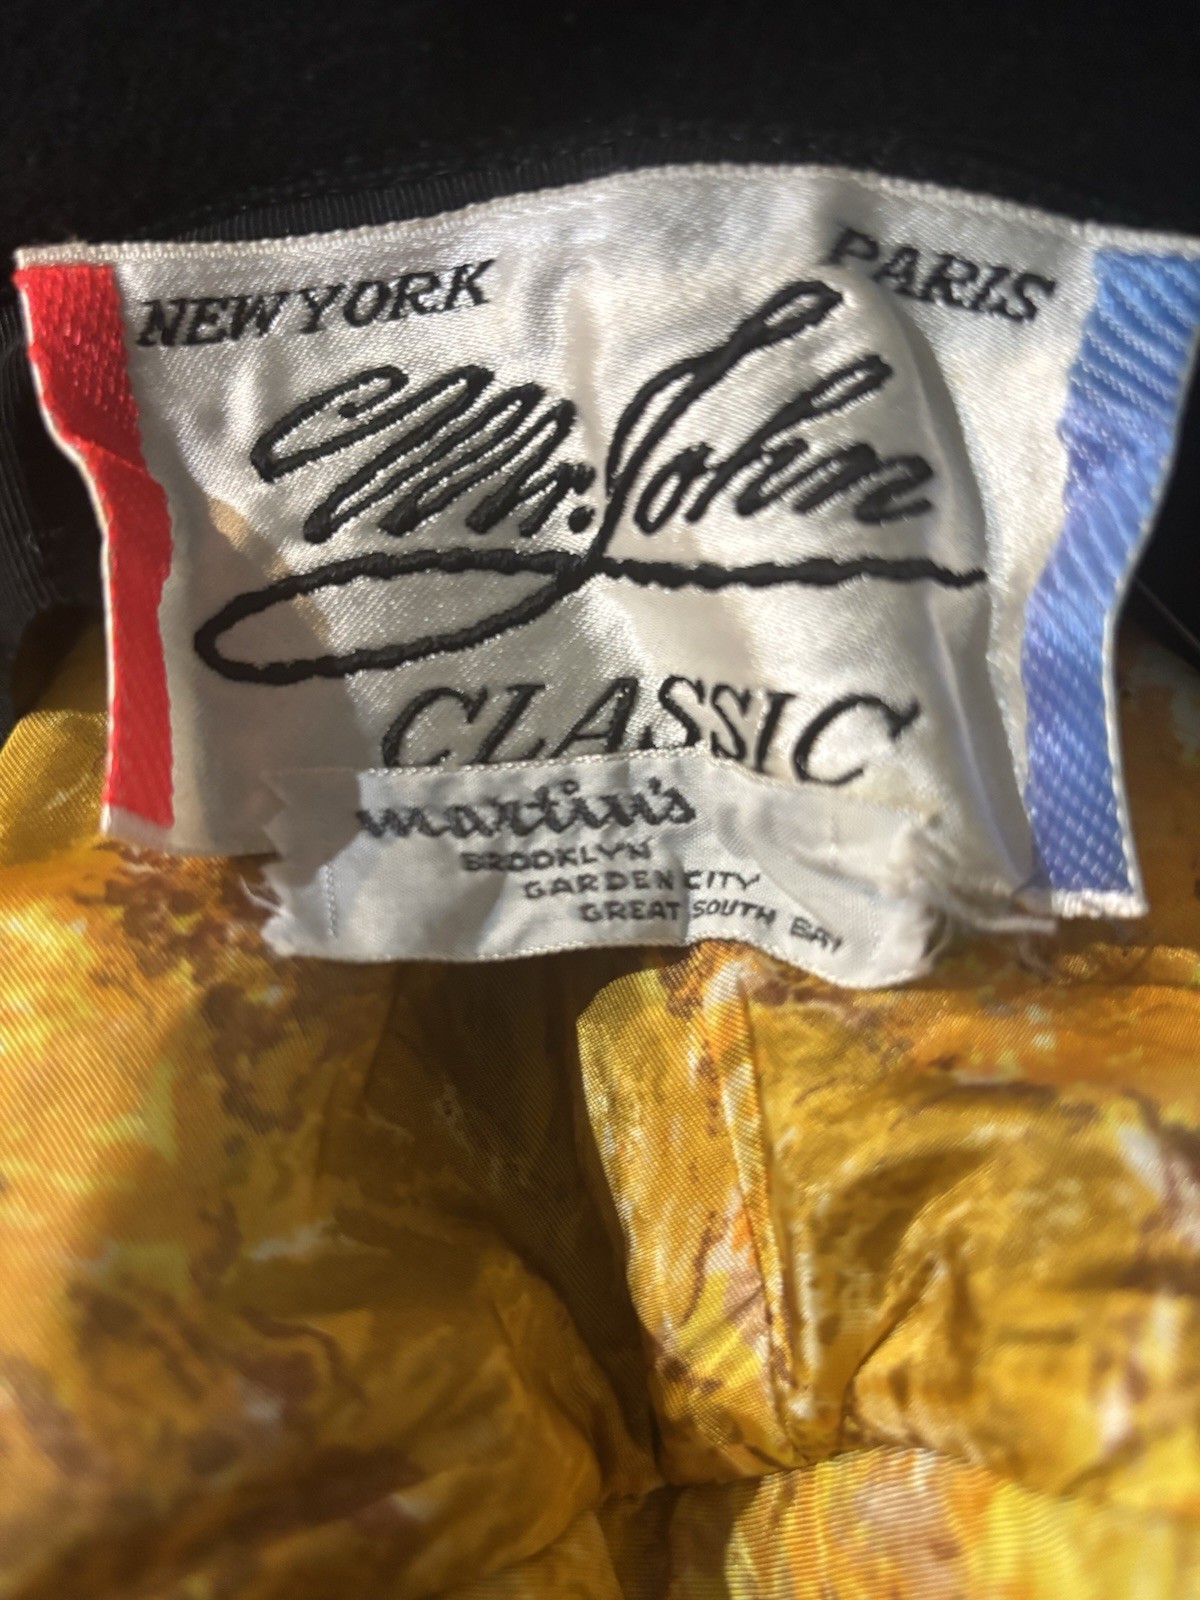 NEW YORK PARIS
Mr. John
CLASSIC
martin's
BROOKLYN
GARDEN CITY
GREAT SOUTH BAY